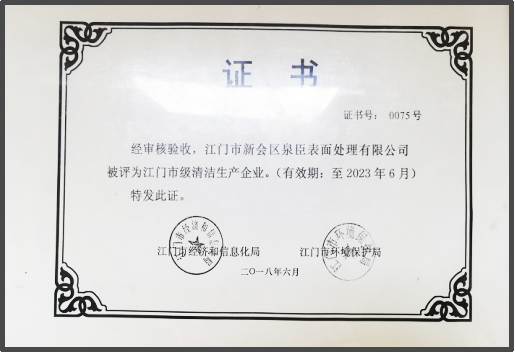 证 书
证书号： 0075号
经审核验收，江门市新会区泉臣表面处理有限公司
被评为江门市级清洁生产企业。（有效期：至2023年6月）
特发此证。
江门市经济和信息化局 江门市环境保护局
二〇一八年六月